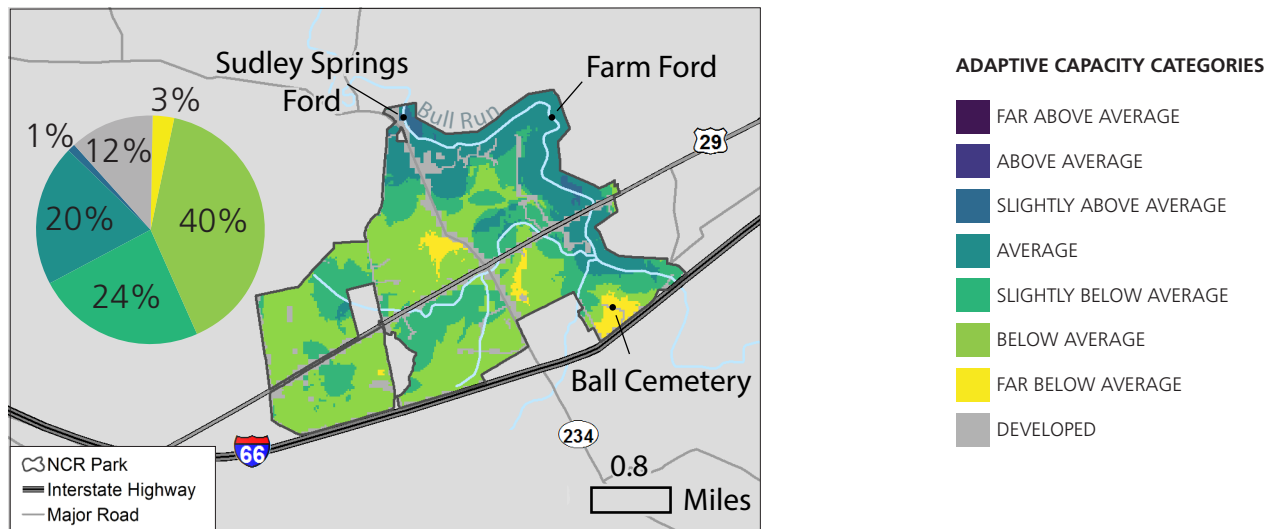 Sudley Springs
Ford
Farm Ford
Bull Run
29
3%
1%
12%
20%
40%
24%
Ball Cemetery
66
234
0.8
Miles
NCR Park
Interstate Highway
Major Road
ADAPTIVE CAPACITY CATEGORIES
FAR ABOVE AVERAGE
ABOVE AVERAGE
SLIGHTLY ABOVE AVERAGE
AVERAGE
SLIGHTLY BELOW AVERAGE
BELOW AVERAGE
FAR BELOW AVERAGE
DEVELOPED